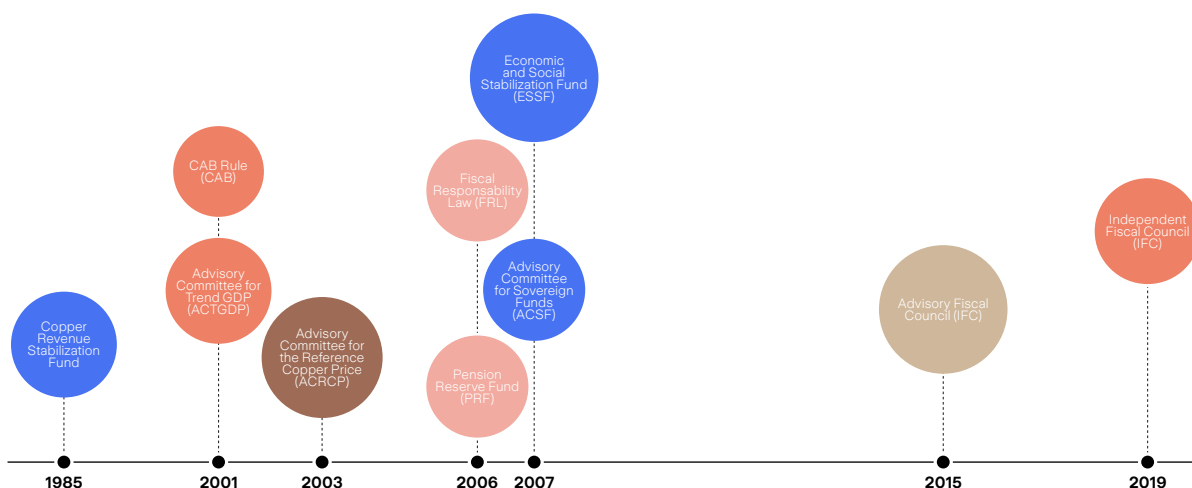 Copper
Revenue
Stabilization
Fund
CAB Rule
(CAB)
Advisory
Committee for
Trend GDP
(ACTGDP)
Advisory
Committee for
the Reference
Copper Price
(ACRCP)
Fiscal
Responsability
Law (FRL)
Pension
Reserve Fund
(PRF)
Economic
and Social
Stabilization Fund
(ESSF)
Advisory
Committee
for Sovereign
Funds
(ACSF)
Advisory Fiscal
Council (IFC)
Independent
Fiscal Council
(IFC)
1985
2001
2003
2006
2007
2015
2019